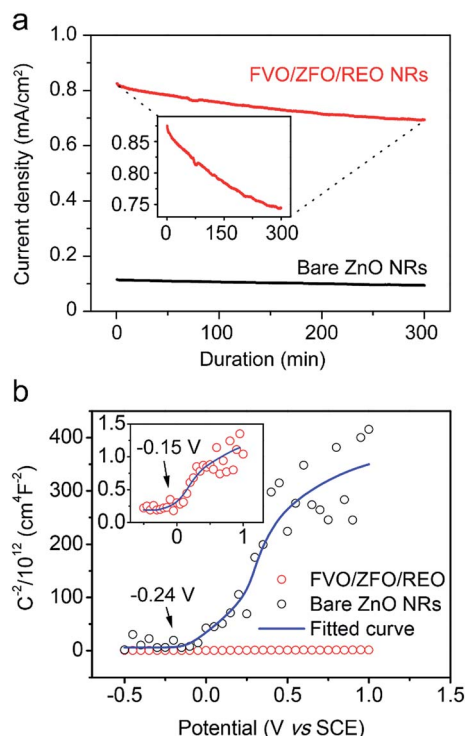 a
1.0
0.8
0.6
0.4
0.2
0
Current density (mA/cm²)
FVO/ZFO/REO NRs
0.85
0.80
0.75
0 150 300
Bare ZnO NRs
0 100 200 300
Duration (min)
b
400
300
200
100
0
C⁻²/10¹² (cm⁴F⁻²)
1.5
1.0
0.5
0.0
0 1
-0.15 V
-0.24 V
FVO/ZFO/REO
Bare ZnO NRs
Fitted curve
-0.5 0.0 0.5 1.0 1.5
Potential (V vs SCE)